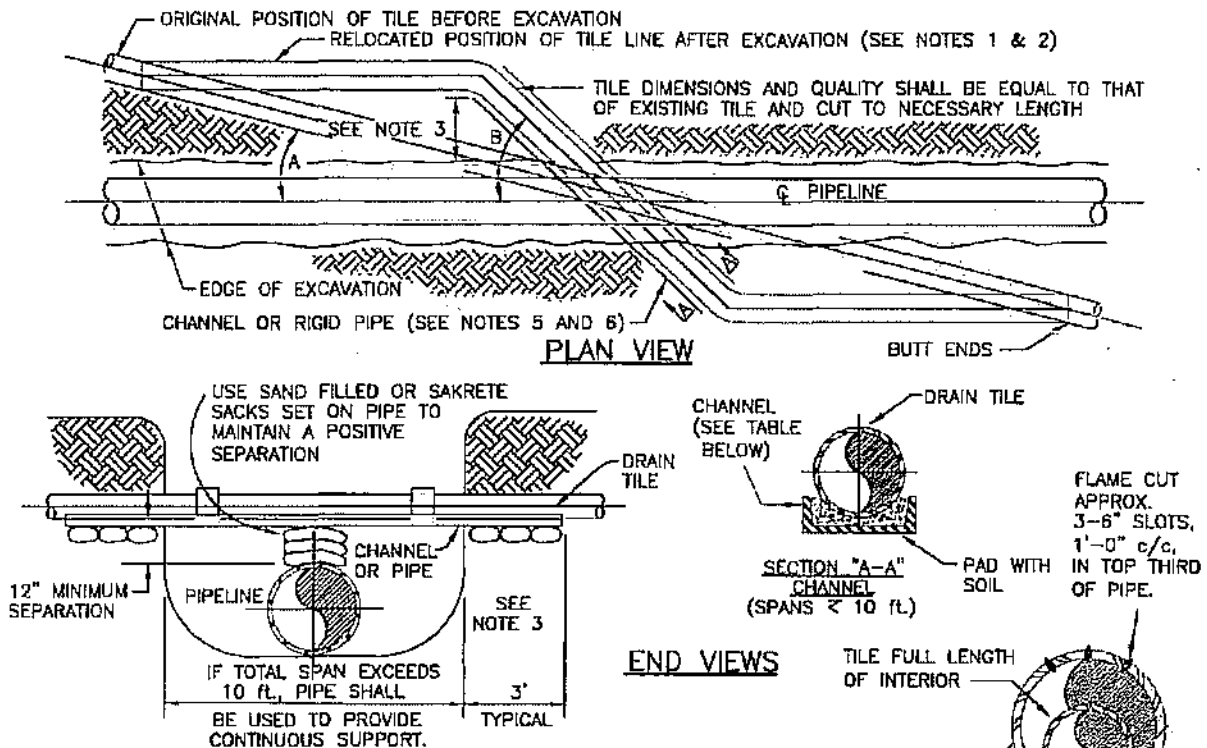 ORIGINAL POSITION OF TILE BEFORE EXCAVATION
RELOCATED POSITION OF TILE LINE AFTER EXCAVATION (SEE NOTES 1 & 2)
TILE DIMENSIONS AND QUALITY SHALL BE EQUAL TO THAT
OF EXISTING TILE AND CUT TO NECESSARY LENGTH
SEE NOTE 3
B
A
℄ PIPELINE
EDGE OF EXCAVATION
A
A
CHANNEL OR RIGID PIPE (SEE NOTES 5 AND 6)
PLAN VIEW
BUTT ENDS
USE SAND FILLED OR SAKRETE
SACKS SET ON PIPE TO
MAINTAIN A POSITIVE
SEPARATION
DRAIN
TILE
CHANNEL
OR PIPE
12" MINIMUM
SEPARATION
PIPELINE
SEE
NOTE 3
IF TOTAL SPAN EXCEEDS
10 ft., PIPE SHALL
BE USED TO PROVIDE
CONTINUOUS SUPPORT.
3'
TYPICAL
CHANNEL
(SEE TABLE
BELOW)
DRAIN TILE
PAD WITH
SOIL
SECTION "A-A"
CHANNEL
(SPANS < 10 ft.)
END VIEWS
FLAME CUT
APPROX.
3-6" SLOTS,
1'-0" c/c,
IN TOP THIRD
OF PIPE.
TILE FULL LENGTH
OF INTERIOR